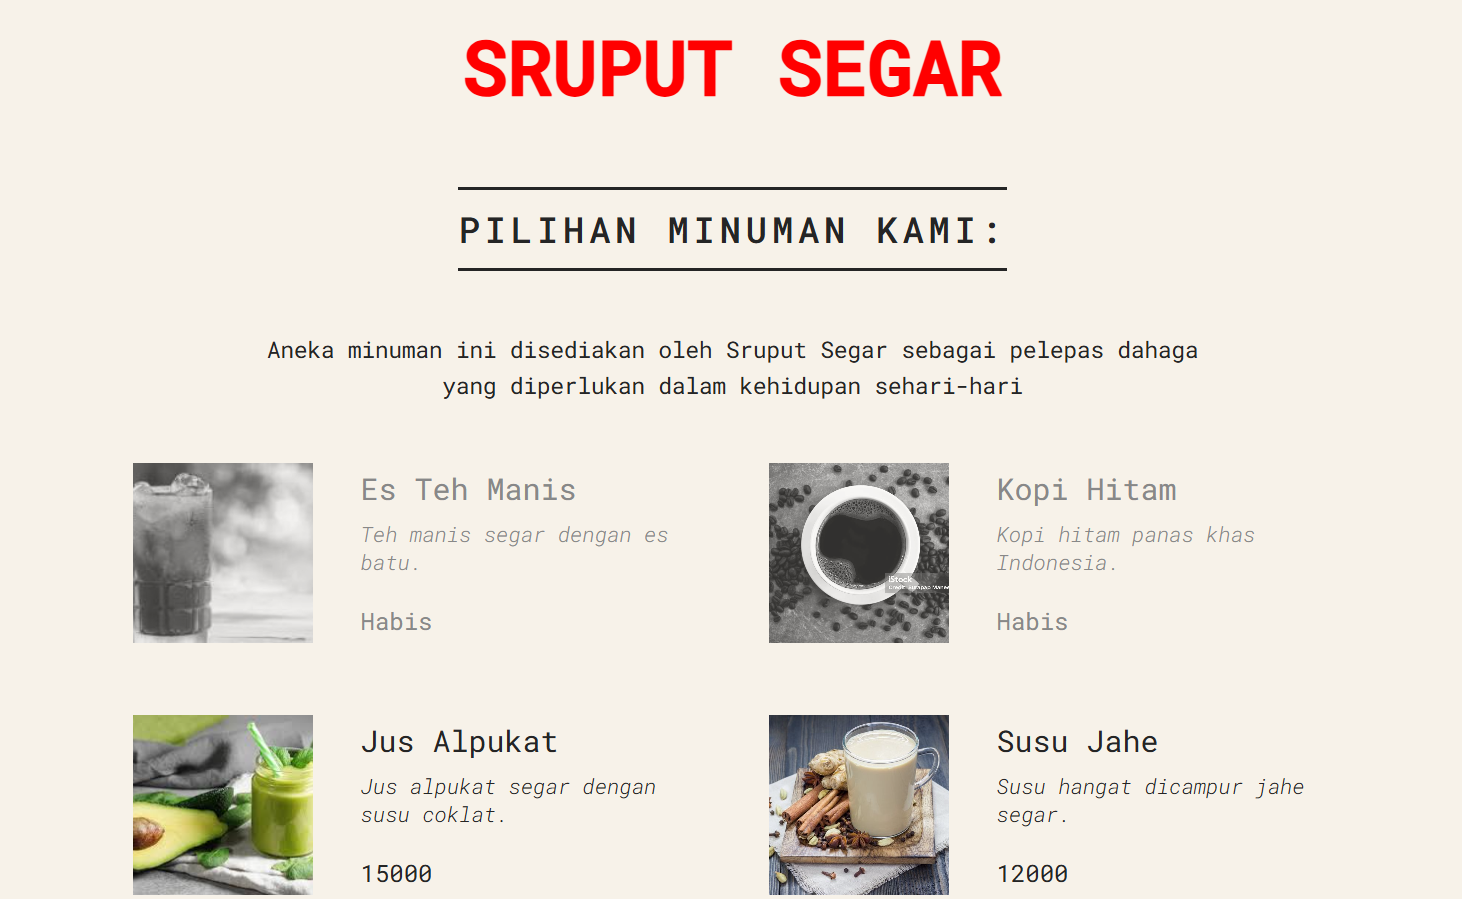 SRUPUT SEGAR
PILIHAN MINUMAN KAMI:
Aneka minuman ini disediakan oleh Sruput Segar sebagai pelepas dahaga
yang diperlukan dalam kehidupan sehari-hari
Es Teh Manis
Teh manis segar dengan es
batu.
Habis
Kopi Hitam
Kopi hitam panas khas
Indonesia.
Habis
iStock
Jus Alpukat
Jus alpukat segar dengan
susu coklat.
15000
Susu Jahe
Susu hangat dicampur jahe
segar.
12000